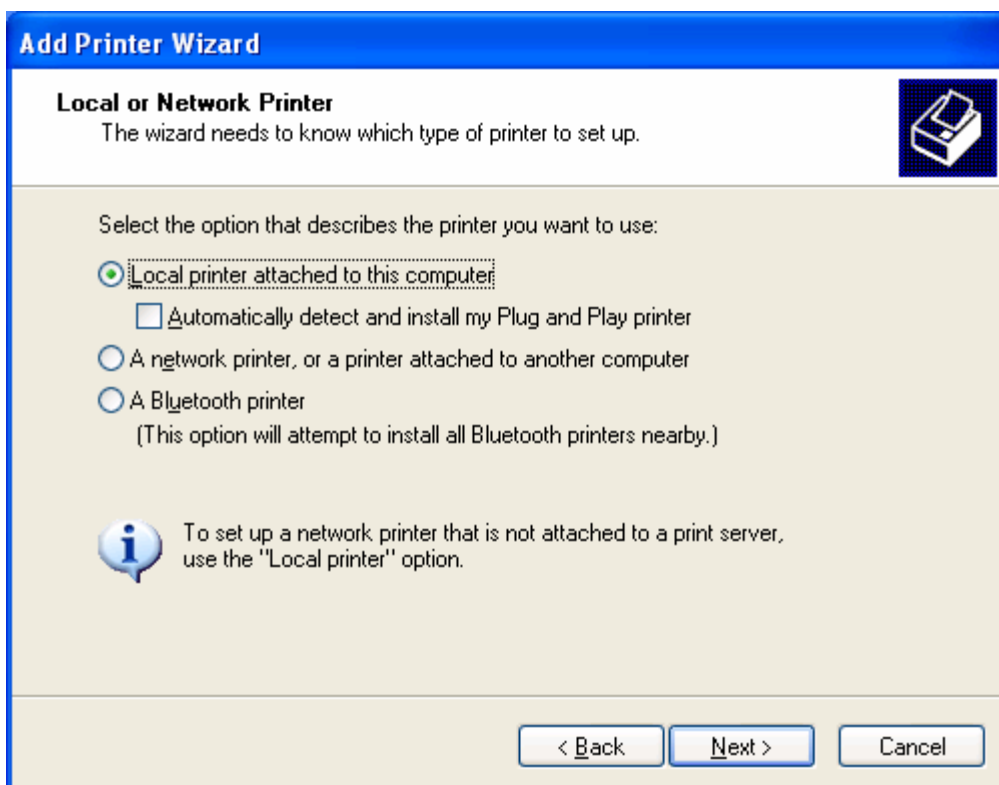 Add Printer Wizard
Local or Network Printer
The wizard needs to know which type of printer to set up.
Select the option that describes the printer you want to use:
Local printer attached to this computer
Automatically detect and install my Plug and Play printer
A network printer, or a printer attached to another computer
A Bluetooth printer
(This option will attempt to install all Bluetooth printers nearby.)
To set up a network printer that is not attached to a print server,
use the "Local printer" option.
< Back Next > Cancel